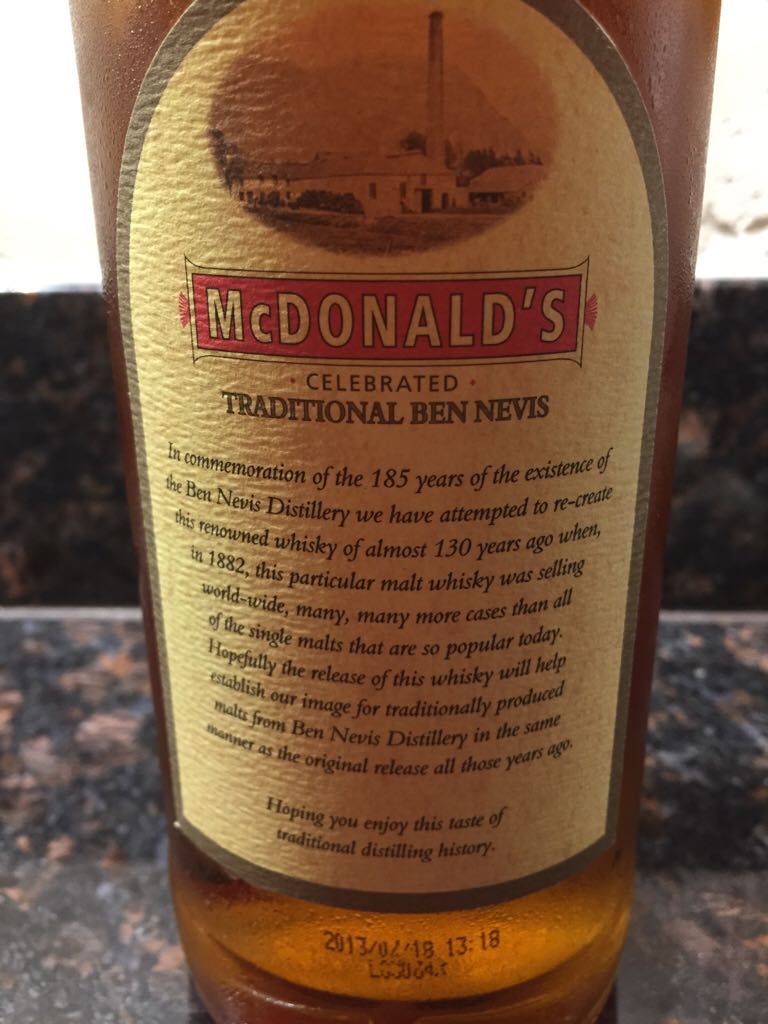 McDONALD'S
· CELEBRATED ·
TRADITIONAL BEN NEVIS
In commemoration of the 185 years of the existence of
the Ben Nevis Distillery we have attempted to re-create
this renowned whisky of almost 130 years ago when,
in 1882, this particular malt whisky was selling
world-wide, many, many more cases than all
of the single malts that are so popular today.
Hopefully the release of this whisky will help
establish our image for traditionally produced
malts from Ben Nevis Distillery in the same
manner as the original release all those years ago.
Hoping you enjoy this taste of
traditional distilling history.
13:18